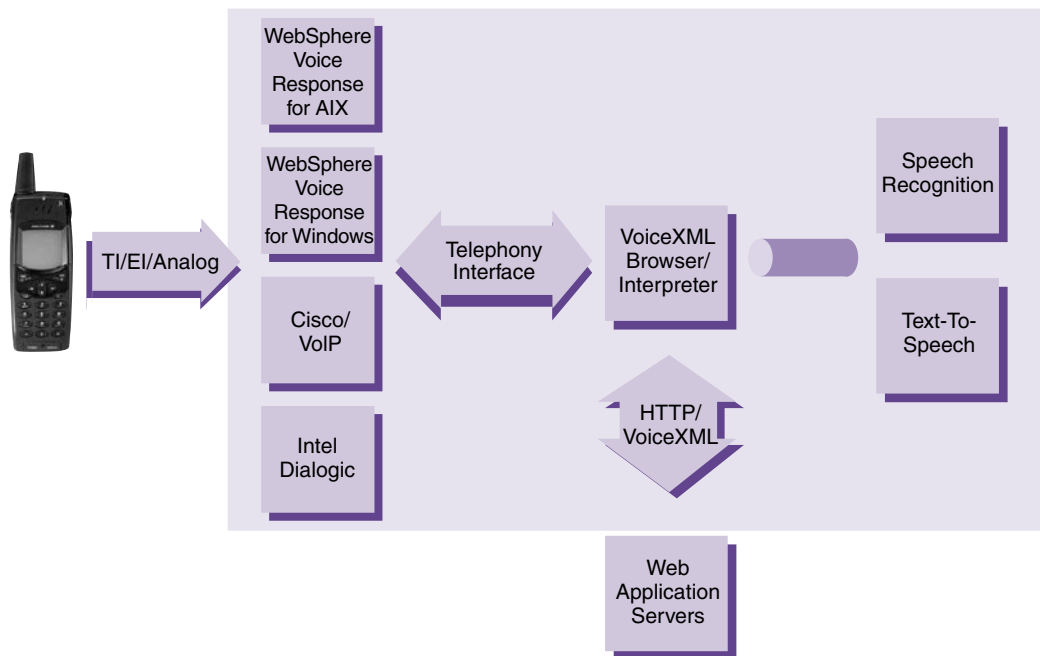 WebSphere
Voice
Response
for AIX
WebSphere
Voice
Response
for Windows
Cisco/
VoIP
Intel
Dialogic
TI/EI/Analog
Telephony
Interface
VoiceXML
Browser/
Interpreter
Speech
Recognition
Text-To-
Speech
HTTP/
VoiceXML
Web
Application
Servers